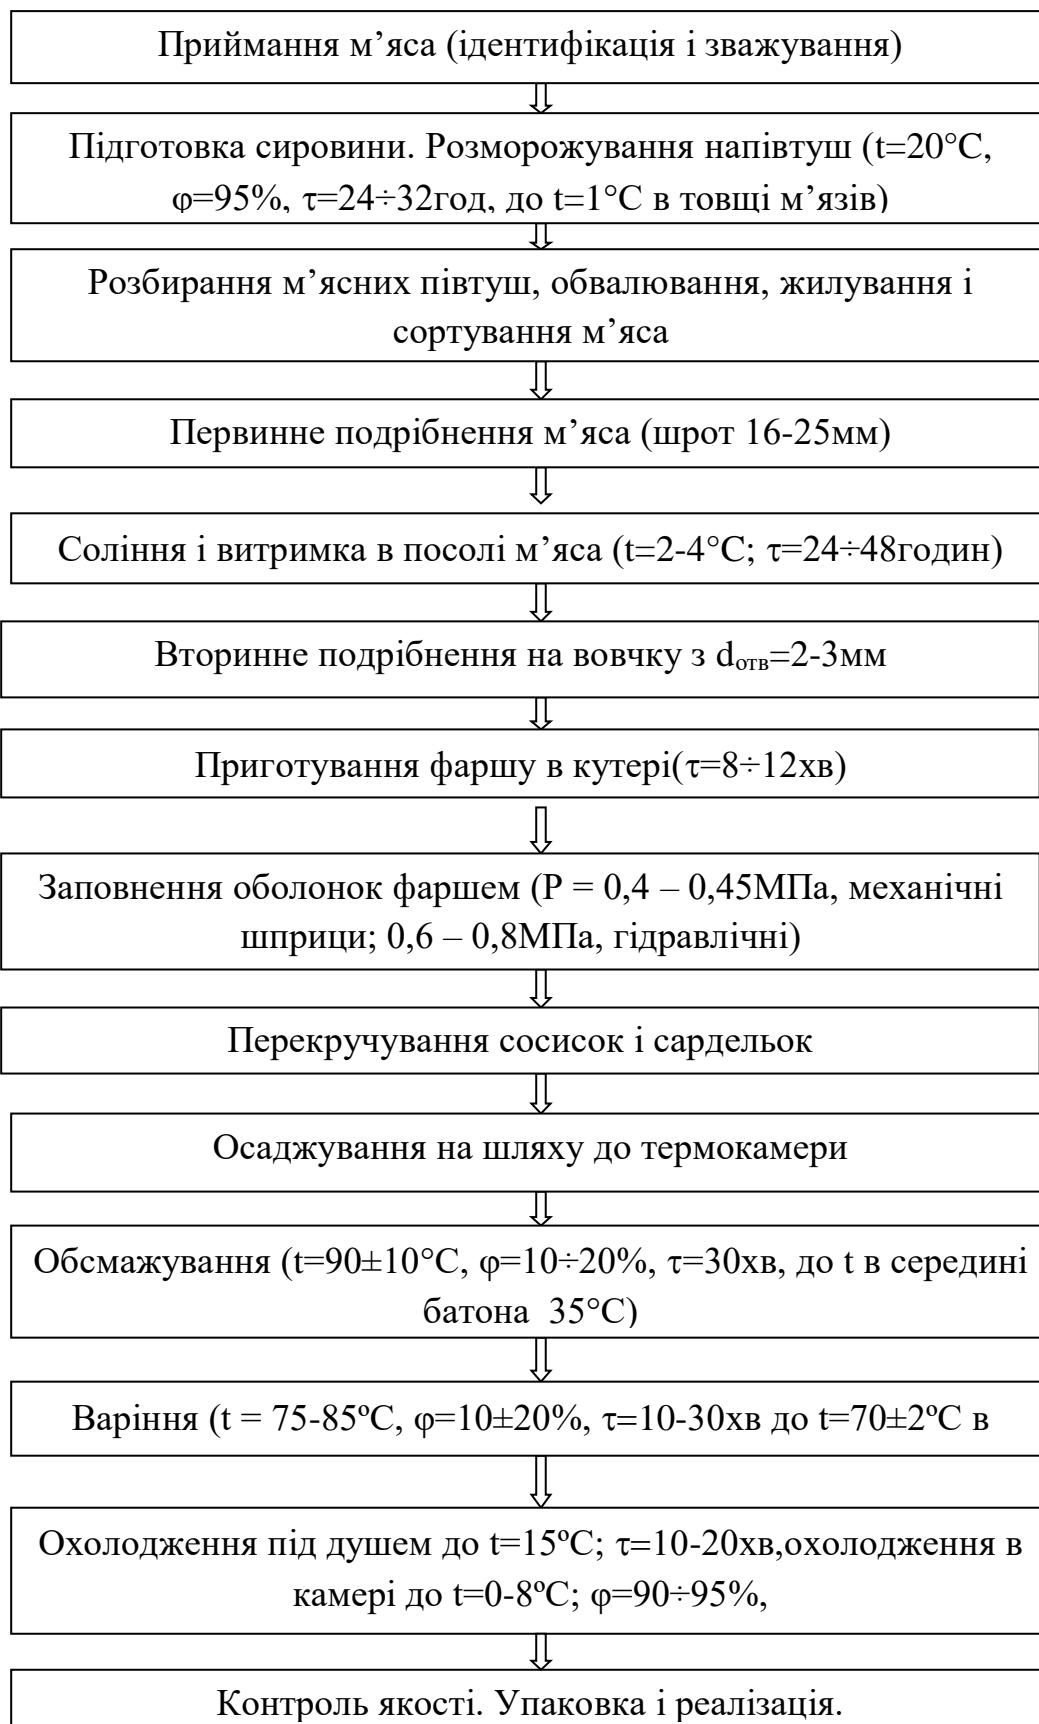 Приймання м’яса (ідентифікація і зважування)
Підготовка сировини. Розморожування напівтуш (t=20°C,
φ=95%, τ=24÷32год, до t=1°C в товщі м’язів)
Розбирання м’ясних півтуш, обвалювання, жилування і
сортування м’яса
Первинне подрібнення м’яса (шрот 16-25мм)
Соління і витримка в посолі м’яса (t=2-4°C; τ=24÷48годин)
Вторинне подрібнення на вовчку з dотв=2-3мм
Приготування фаршу в кутері(τ=8÷12хв)
Заповнення оболонок фаршем (Р = 0,4 – 0,45МПа, механічні
шприци; 0,6 – 0,8МПа, гідравлічні)
Перекручування сосисок і сардельок
Осаджування на шляху до термокамери
Обсмажування (t=90±10°C, φ=10÷20%, τ=30хв, до t в середині
батона 35°C)
Варіння (t = 75-85ºС, φ=10±20%, τ=10-30хв до t=70±2ºС в
Охолодження під душем до t=15ºС; τ=10-20хв,охолодження в
камері до t=0-8ºС; φ=90÷95%,
Контроль якості. Упаковка і реалізація.